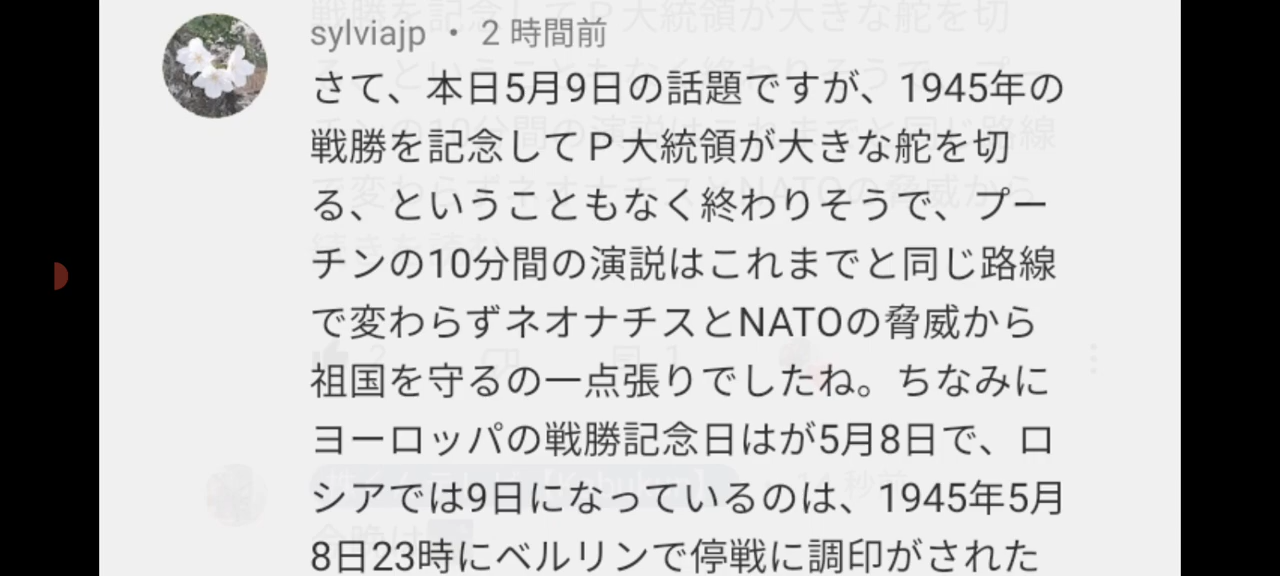 sylviajp ・ 2 時間前
さて、本日5月9日の話題ですが、1945年の
戦勝を記念してＰ大統領が大きな舵を切
る、ということもなく終わりそうで、プー
チンの10分間の演説はこれまでと同じ路線
で変わらずネオナチスとNATOの脅威から
祖国を守るの一点張りでしたね。ちなみに
ヨーロッパの戦勝記念日はが5月8日で、ロ
シアでは9日になっているのは、1945年5月
8日23時にベルリンで停戦に調印がされた